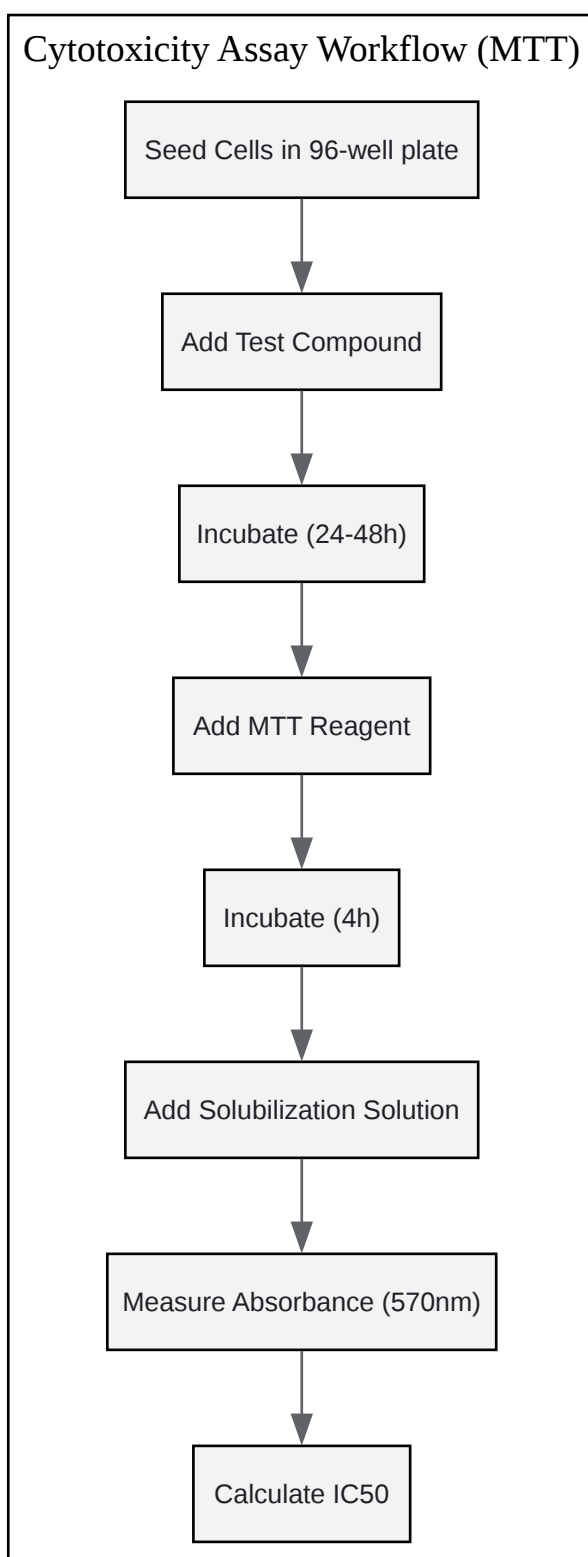 Cytotoxicity Assay Workflow (MTT)
Seed Cells in 96-well plate
Add Test Compound
Incubate (24-48h)
Add MTT Reagent
Incubate (4h)
Add Solubilization Solution
Measure Absorbance (570nm)
Calculate IC50